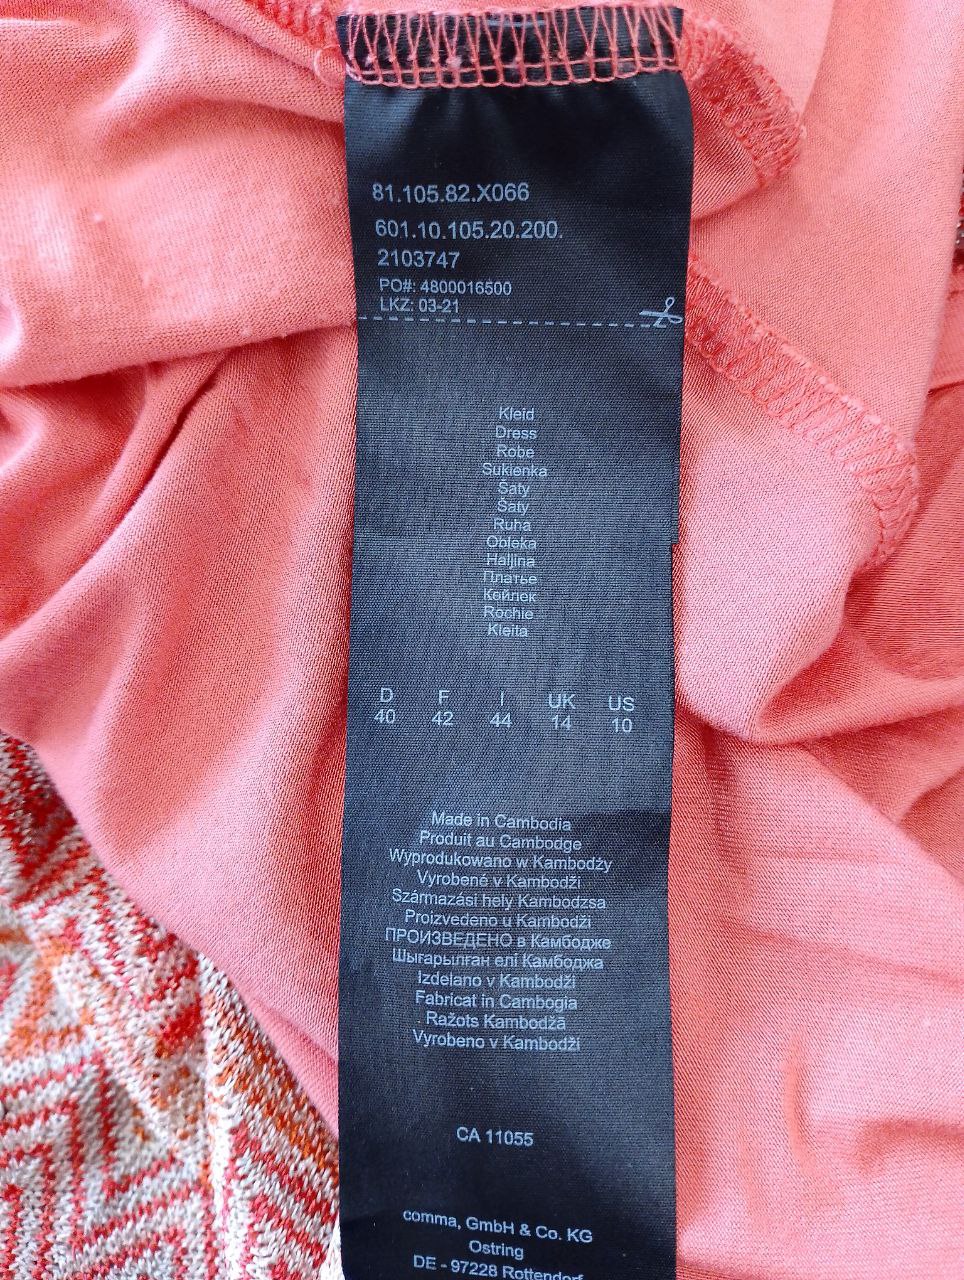 81.105.82.X066
601.10.105.20.200.
2103747
PO#: 4800016500
LKZ: 03-21
Kleid
Dress
Robe
Sukienka
Šaty
Šaty
Ruha
Obleka
Haljina
Платье
Көйлек
Rochie
Kleita
D F I UK US
40 42 44 14 10
Made in Cambodia
Produit au Cambodge
Wyprodukowano w Kambodży
Vyrobené v Kambodži
Származási hely Kambodzsa
Proizvedeno u Kambodži
ПРОИЗВЕДЕНО в Камбодже
Шығарылған елі Камбоджа
Izdelano v Kambodži
Fabricat in Cambogia
Ražots Kambodžā
Vyrobeno v Kambodži
CA 11055
comma, GmbH & Co. KG
Ostring
DE - 97228 Rottendorf